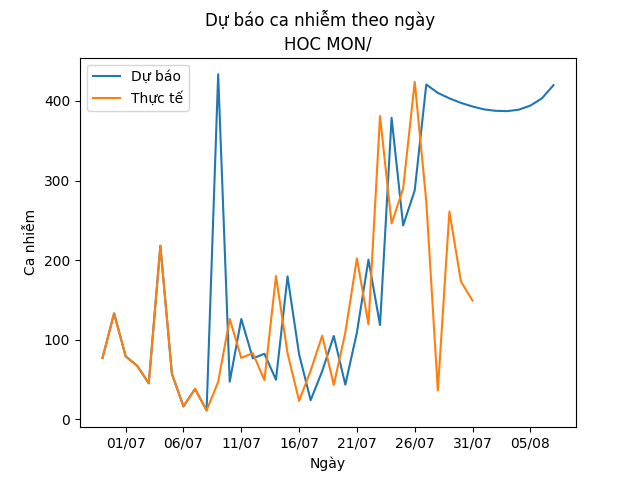 Dự báo ca nhiễm theo ngày
HOC MON/
Dự báo
Thực tế
Ca nhiễm
400
300
200
100
0
01/07 06/07 11/07 16/07 21/07 26/07 31/07 05/08
Ngày